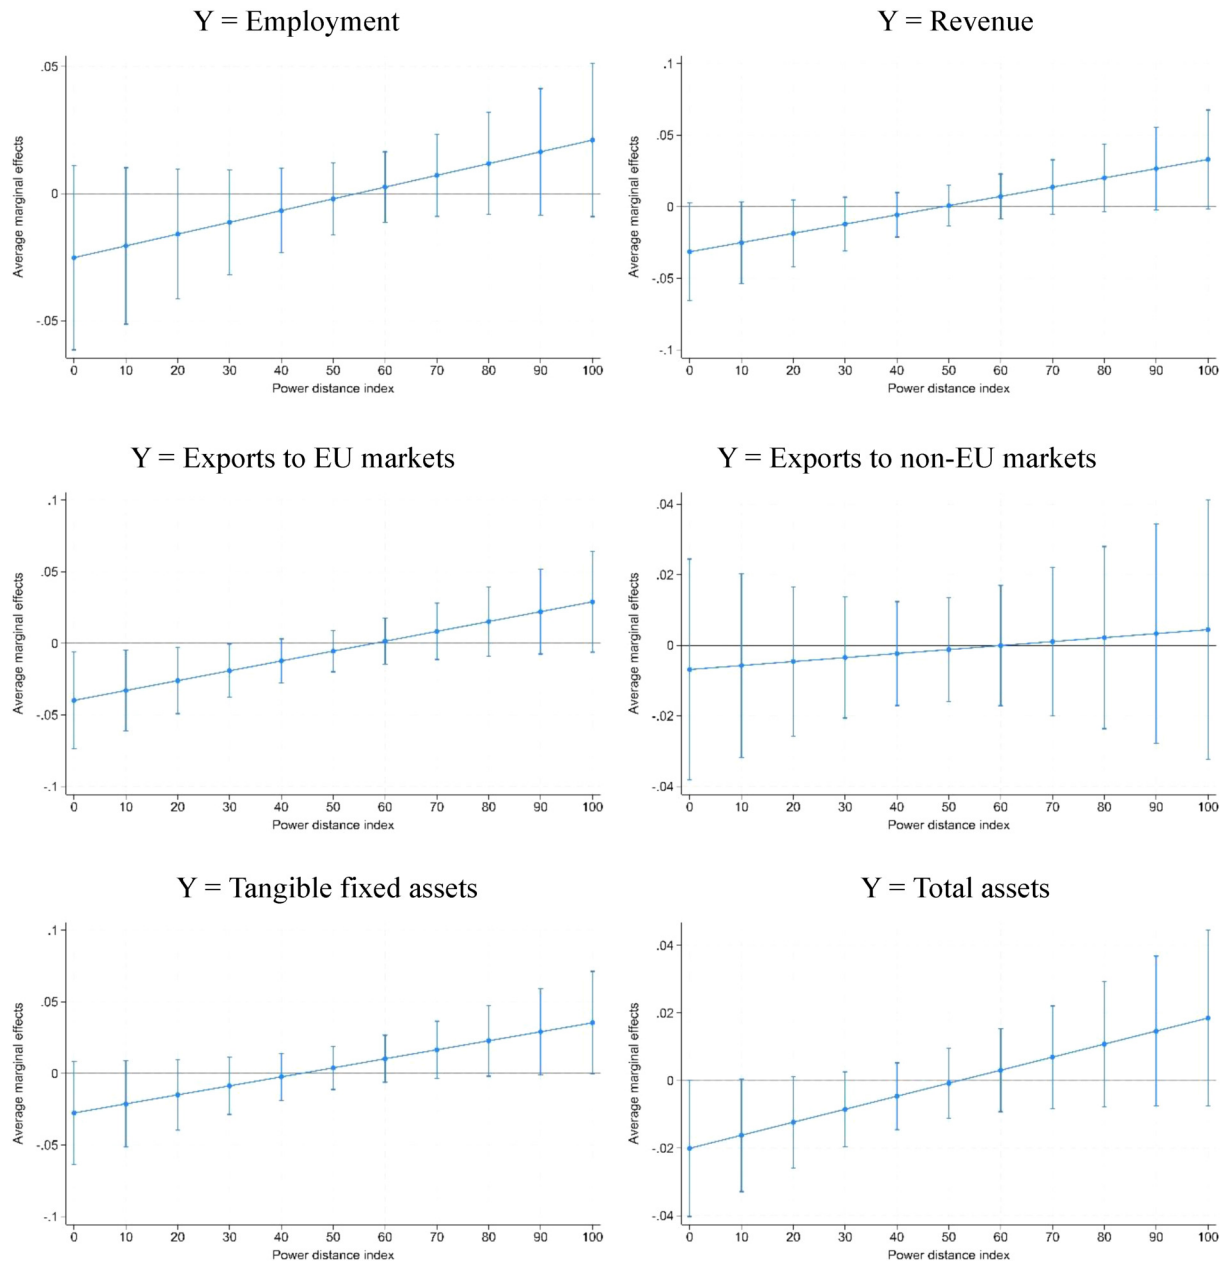 Y = Employment
.05
0
-.05
Average marginal effects
0 10 20 30 40 50 60 70 80 90 100
Power distance index
Y = Revenue
.1
.05
0
-.05
-.1
Average marginal effects
0 10 20 30 40 50 60 70 80 90 100
Power distance index
Y = Exports to EU markets
.1
.05
0
-.05
-.1
Average marginal effects
0 10 20 30 40 50 60 70 80 90 100
Power distance index
Y = Exports to non-EU markets
.04
.02
0
-.02
-.04
Average marginal effects
0 10 20 30 40 50 60 70 80 90 100
Power distance index
Y = Tangible fixed assets
.1
.05
0
-.05
-.1
Average marginal effects
0 10 20 30 40 50 60 70 80 90 100
Power distance index
Y = Total assets
.04
.02
0
-.02
-.04
Average marginal effects
0 10 20 30 40 50 60 70 80 90 100
Power distance index